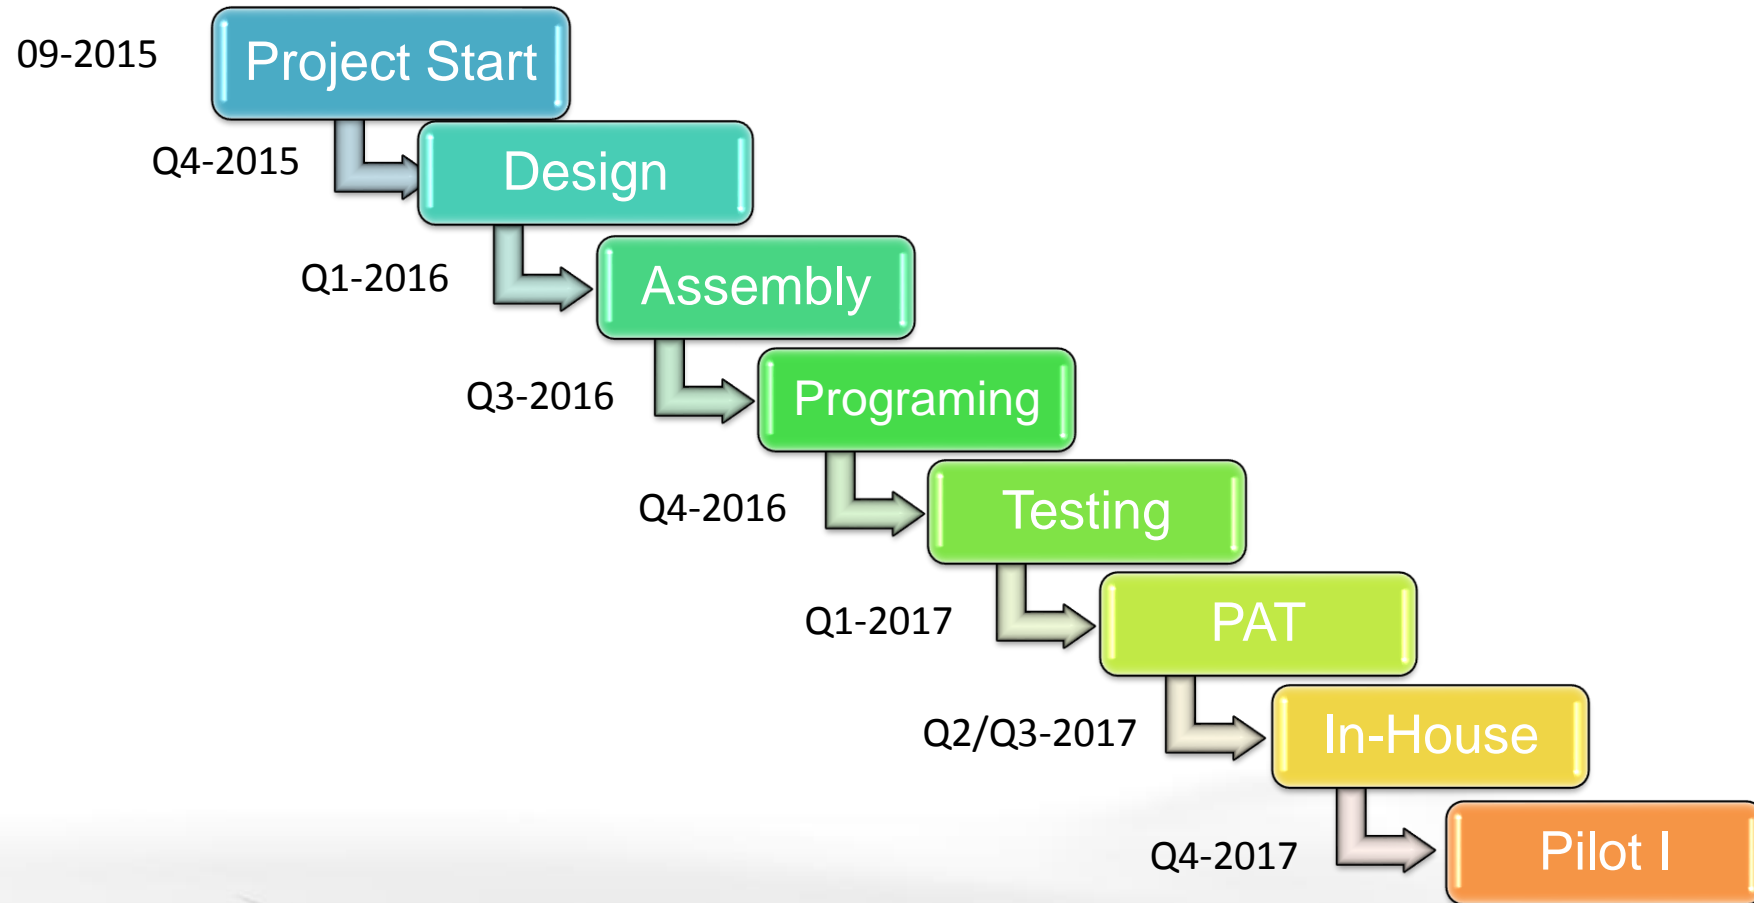 09-2015
Project Start
Q4-2015
Design
Q1-2016
Assembly
Q3-2016
Programing
Q4-2016
Testing
Q1-2017
PAT
Q2/Q3-2017
In-House
Q4-2017
Pilot I